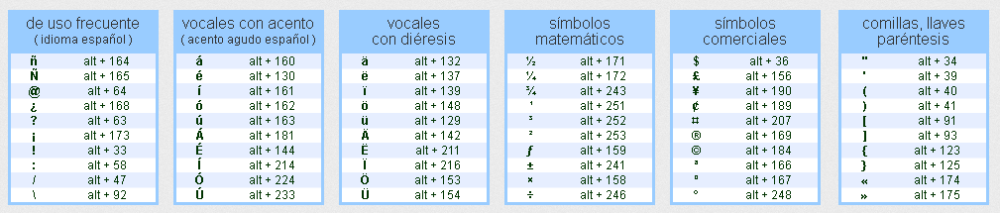 de uso frecuente
( idioma español )
ñ alt + 164
Ñ alt + 165
@ alt + 64
¿ alt + 168
? alt + 63
¡ alt + 173
! alt + 33
: alt + 58
/ alt + 47
\ alt + 92
vocales con acento
( acento agudo español )
á alt + 160
é alt + 130
í alt + 161
ó alt + 162
ú alt + 163
Á alt + 181
É alt + 144
Í alt + 214
Ó alt + 224
Ú alt + 233
vocales
con diéresis
ä alt + 132
ë alt + 137
ï alt + 139
ö alt + 148
ü alt + 129
Ä alt + 142
Ë alt + 211
Ï alt + 216
Ö alt + 153
Ü alt + 154
símbolos
matemáticos
½ alt + 171
¼ alt + 172
¾ alt + 243
¹ alt + 251
³ alt + 252
² alt + 253
ƒ alt + 159
± alt + 241
× alt + 158
÷ alt + 246
símbolos
comerciales
$ alt + 36
£ alt + 156
¥ alt + 190
¢ alt + 189
¤ alt + 207
® alt + 169
© alt + 184
ª alt + 166
º alt + 167
° alt + 248
comillas, llaves
paréntesis
" alt + 34
' alt + 39
( alt + 40
) alt + 41
[ alt + 91
] alt + 93
{ alt + 123
} alt + 125
« alt + 174
» alt + 175